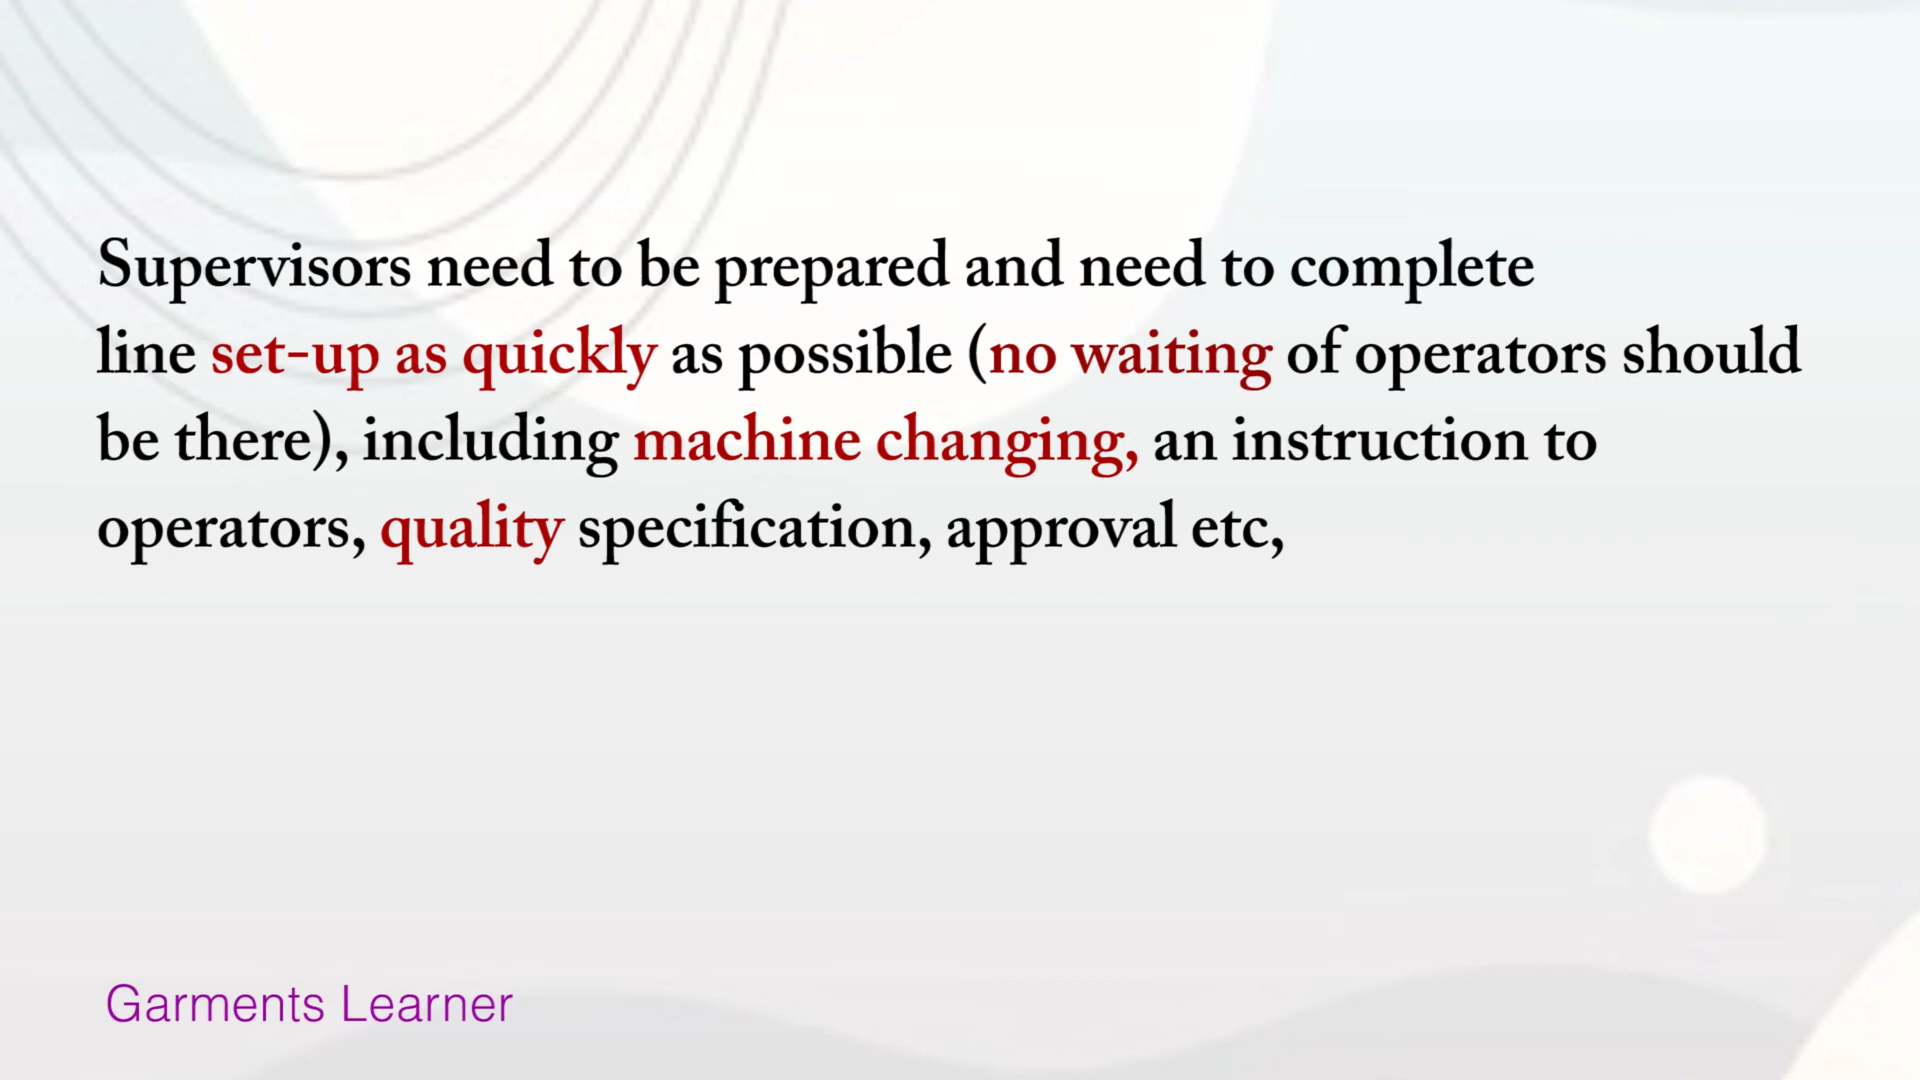 Supervisors need to be prepared and need to complete
line set-up as quickly as possible (no waiting of operators should
be there), including machine changing, an instruction to
operators, quality specification, approval etc,
Garments Learner